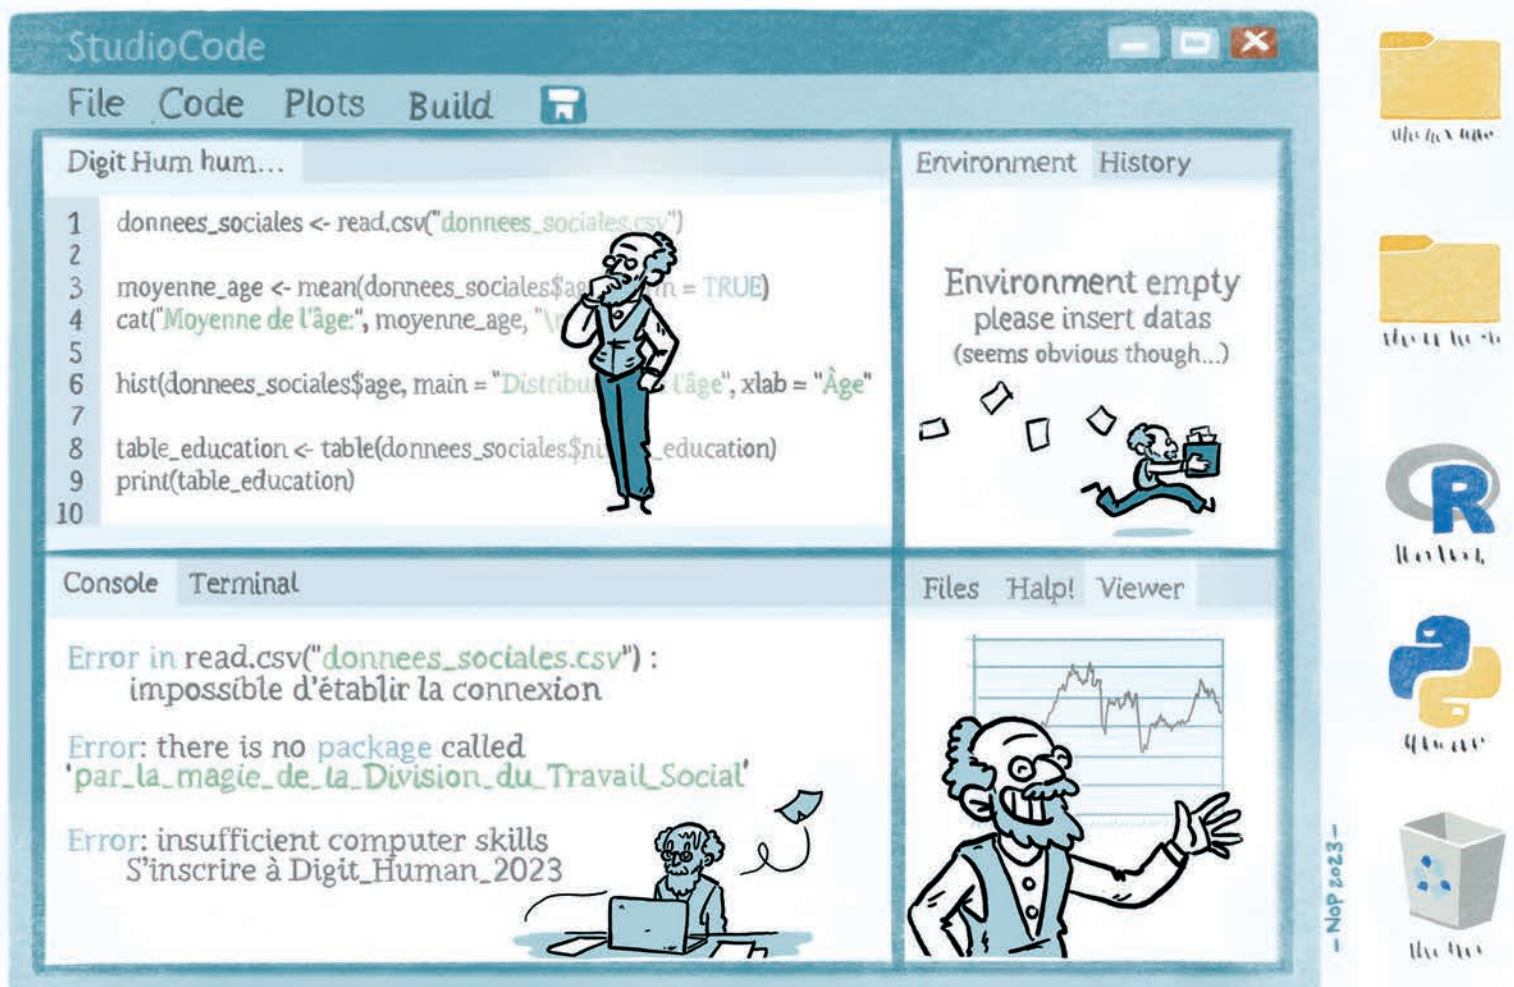 StudioCode
File Code Plots Build
Digit Hum hum...
1 donnees_sociales <- read.csv("donnees_sociales.csv")
2
3 moyenne_age <- mean(donnees_sociales$ag = TRUE)
4 cat("Moyenne de l'âge:", moyenne_age, "\
5
6 hist(donnees_sociales$age, main = "Distribu l'âge", xlab = "Âge"
7
8 table_education <- table(donnees_sociales$ni _education)
9 print(table_education)
10
Environment History
Environment empty
please insert datas
(seems obvious though...)
Console Terminal
Error in read.csv("donnees_sociales.csv") :
impossible d'établir la connexion
Error: there is no package called
'par_la_magie_de_la_Division_du_Travail_Social'
Error: insufficient computer skills
S'inscrire à Digit_Human_2023
Files Halp! Viewer
R
- NOP 2023 -